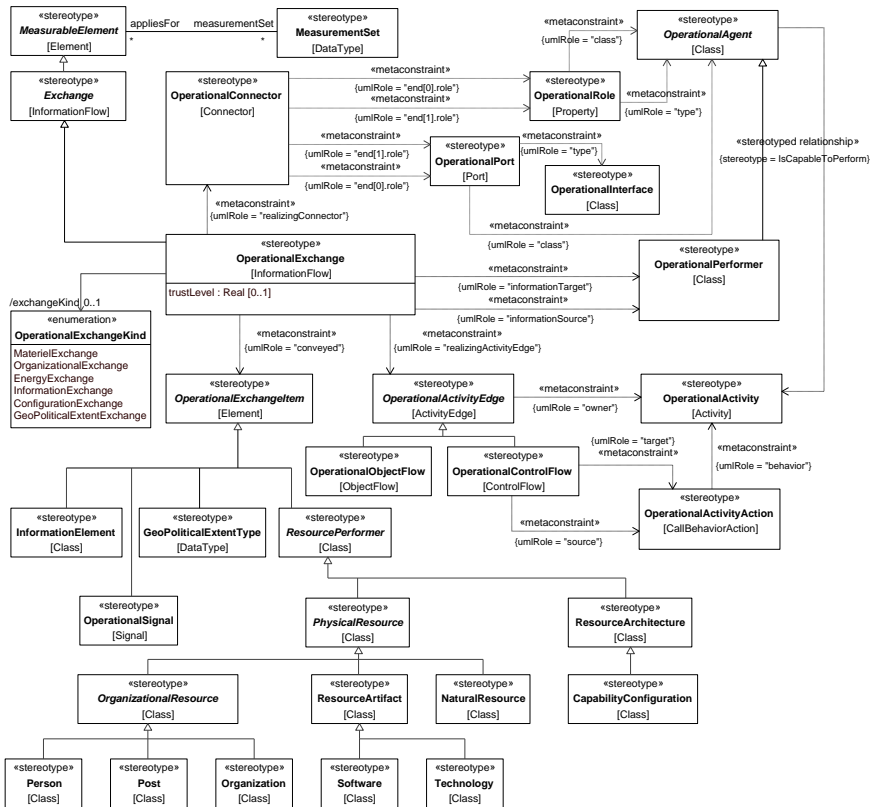 «stereotype»
MeasurableElement
[Element]
appliesFor
measurementSet
*
*
«stereotype»
MeasurementSet
[DataType]
«metaconstraint»
{umlRole = "class"}
«stereotype»
OperationalAgent
[Class]
«stereotype»
Exchange
[InformationFlow]
«stereotype»
OperationalConnector
[Connector]
«metaconstraint»
{umlRole = "end[0].role"}
«metaconstraint»
{umlRole = "end[1].role"}
«stereotype»
OperationalRole
[Property]
«metaconstraint»
{umlRole = "type"}
«metaconstraint»
{umlRole = "end[1].role"}
«metaconstraint»
{umlRole = "end[0].role"}
«stereotype»
OperationalPort
[Port]
«metaconstraint»
{umlRole = "type"}
«stereotyped relationship»
{stereotype = IsCapableToPerform}
«stereotype»
OperationalInterface
[Class]
«metaconstraint»
{umlRole = "realizingConnector"}
«metaconstraint»
{umlRole = "class"}
«stereotype»
OperationalExchange
[InformationFlow]
trustLevel : Real [0..1]
«metaconstraint»
{umlRole = "informationTarget"}
«metaconstraint»
{umlRole = "informationSource"}
«stereotype»
OperationalPerformer
[Class]
/exchangeKind 0..1
«enumeration»
OperationalExchangeKind
MaterielExchange
OrganizationalExchange
EnergyExchange
InformationExchange
ConfigurationExchange
GeoPoliticalExtentExchange
«metaconstraint»
{umlRole = "conveyed"}
«metaconstraint»
{umlRole = "realizingActivityEdge"}
«stereotype»
OperationalExchangeItem
[Element]
«stereotype»
OperationalActivityEdge
[ActivityEdge]
«metaconstraint»
{umlRole = "owner"}
«stereotype»
OperationalActivity
[Activity]
«stereotype»
OperationalObjectFlow
[ObjectFlow]
«stereotype»
OperationalControlFlow
[ControlFlow]
{umlRole = "target"}
«metaconstraint»
«metaconstraint»
{umlRole = "behavior"}
«metaconstraint»
{umlRole = "source"}
«stereotype»
OperationalActivityAction
[CallBehaviorAction]
«stereotype»
InformationElement
[Class]
«stereotype»
GeoPoliticalExtentType
[DataType]
«stereotype»
ResourcePerformer
[Class]
«stereotype»
OperationalSignal
[Signal]
«stereotype»
PhysicalResource
[Class]
«stereotype»
ResourceArchitecture
[Class]
«stereotype»
OrganizationalResource
[Class]
«stereotype»
ResourceArtifact
[Class]
«stereotype»
NaturalResource
[Class]
«stereotype»
CapabilityConfiguration
[Class]
«stereotype»
Person
[Class]
«stereotype»
Post
[Class]
«stereotype»
Organization
[Class]
«stereotype»
Software
[Class]
«stereotype»
Technology
[Class]